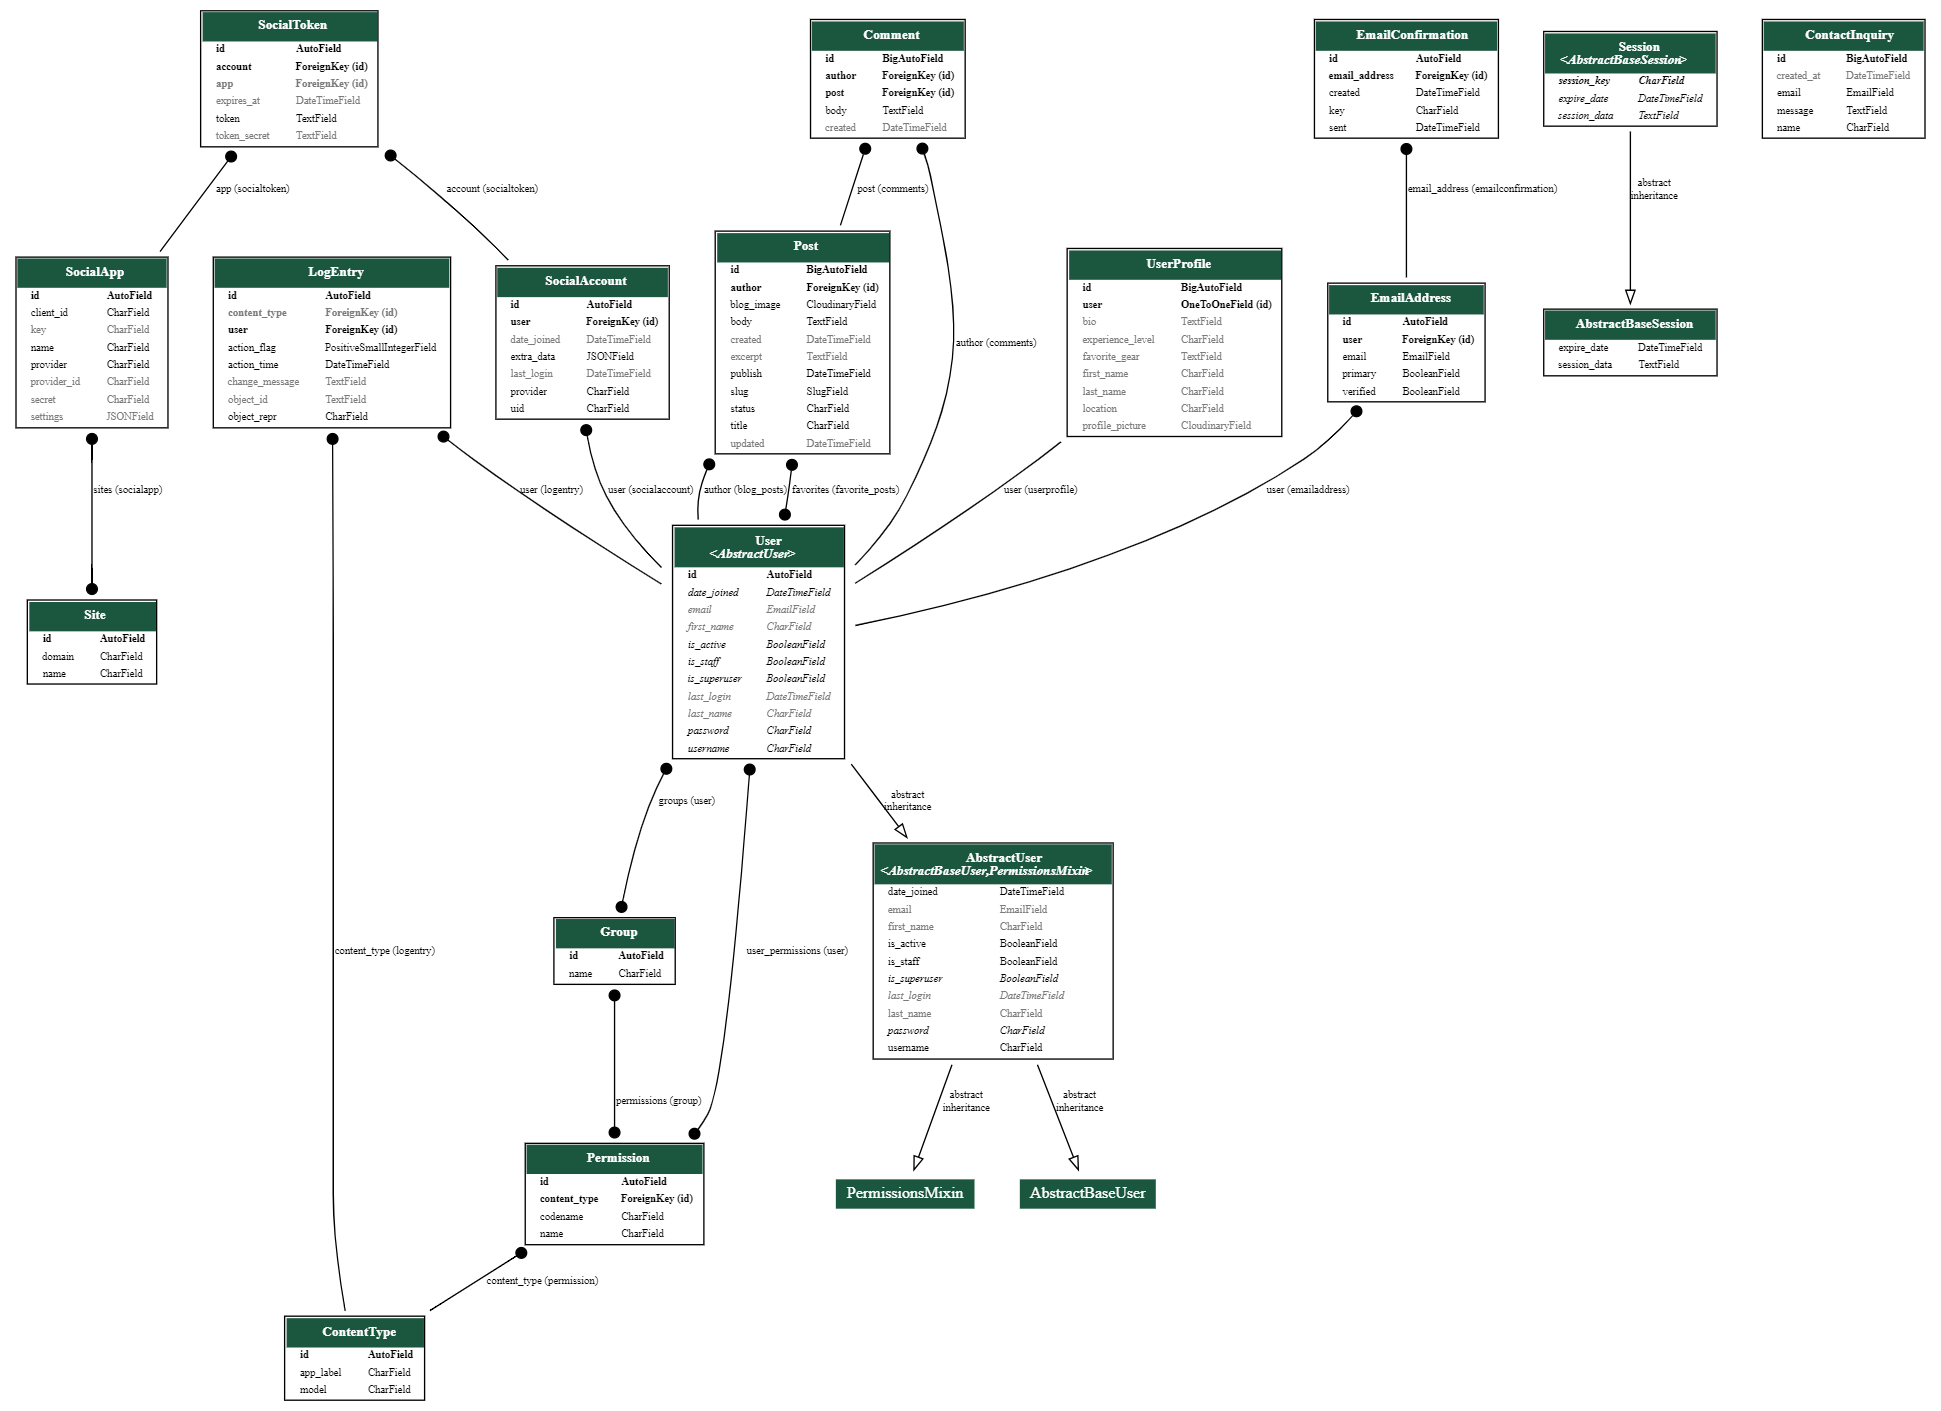 SocialToken
id AutoField
account ForeignKey (id)
app ForeignKey (id)
expires_at DateTimeField
token TextField
token_secret TextField
Comment
id BigAutoField
author ForeignKey (id)
post ForeignKey (id)
body TextField
created DateTimeField
EmailConfirmation
id AutoField
email_address ForeignKey (id)
created DateTimeField
key CharField
sent DateTimeField
Session
<AbstractBaseSession>
session_key CharField
expire_date DateTimeField
session_data TextField
ContactInquiry
id BigAutoField
created_at DateTimeField
email EmailField
message TextField
name CharField
app (socialtoken)
account (socialtoken)
post (comments)
email_address (emailconfirmation)
abstract
inheritance
SocialApp
id AutoField
client_id CharField
key CharField
name CharField
provider CharField
provider_id CharField
secret CharField
settings JSONField
LogEntry
id AutoField
content_type ForeignKey (id)
user ForeignKey (id)
action_flag PositiveSmallIntegerField
action_time DateTimeField
change_message TextField
object_id TextField
object_repr CharField
SocialAccount
id AutoField
user ForeignKey (id)
date_joined DateTimeField
extra_data JSONField
last_login DateTimeField
provider CharField
uid CharField
Post
id BigAutoField
author ForeignKey (id)
blog_image CloudinaryField
body TextField
created DateTimeField
excerpt TextField
publish DateTimeField
slug SlugField
status CharField
title CharField
updated DateTimeField
author (comments)
UserProfile
id BigAutoField
user OneToOneField (id)
bio TextField
experience_level CharField
favorite_gear TextField
first_name CharField
last_name CharField
location CharField
profile_picture CloudinaryField
EmailAddress
id AutoField
user ForeignKey (id)
email EmailField
primary BooleanField
verified BooleanField
AbstractBaseSession
expire_date DateTimeField
session_data TextField
sites (socialapp)
user (logentry)
user (socialaccount)
author (blog_posts)
favorites (favorite_posts)
user (userprofile)
user (emailaddress)
Site
id AutoField
domain CharField
name CharField
User
<AbstractUser>
id AutoField
date_joined DateTimeField
email EmailField
first_name CharField
is_active BooleanField
is_staff BooleanField
is_superuser BooleanField
last_login DateTimeField
last_name CharField
password CharField
username CharField
groups (user)
abstract
inheritance
AbstractUser
<AbstractBaseUser,PermissionsMixin>
date_joined DateTimeField
email EmailField
first_name CharField
is_active BooleanField
is_staff BooleanField
is_superuser BooleanField
last_login DateTimeField
last_name CharField
password CharField
username CharField
content_type (logentry)
Group
id AutoField
name CharField
user_permissions (user)
permissions (group)
abstract
inheritance
abstract
inheritance
Permission
id AutoField
content_type ForeignKey (id)
codename CharField
name CharField
PermissionsMixin
AbstractBaseUser
content_type (permission)
ContentType
id AutoField
app_label CharField
model CharField